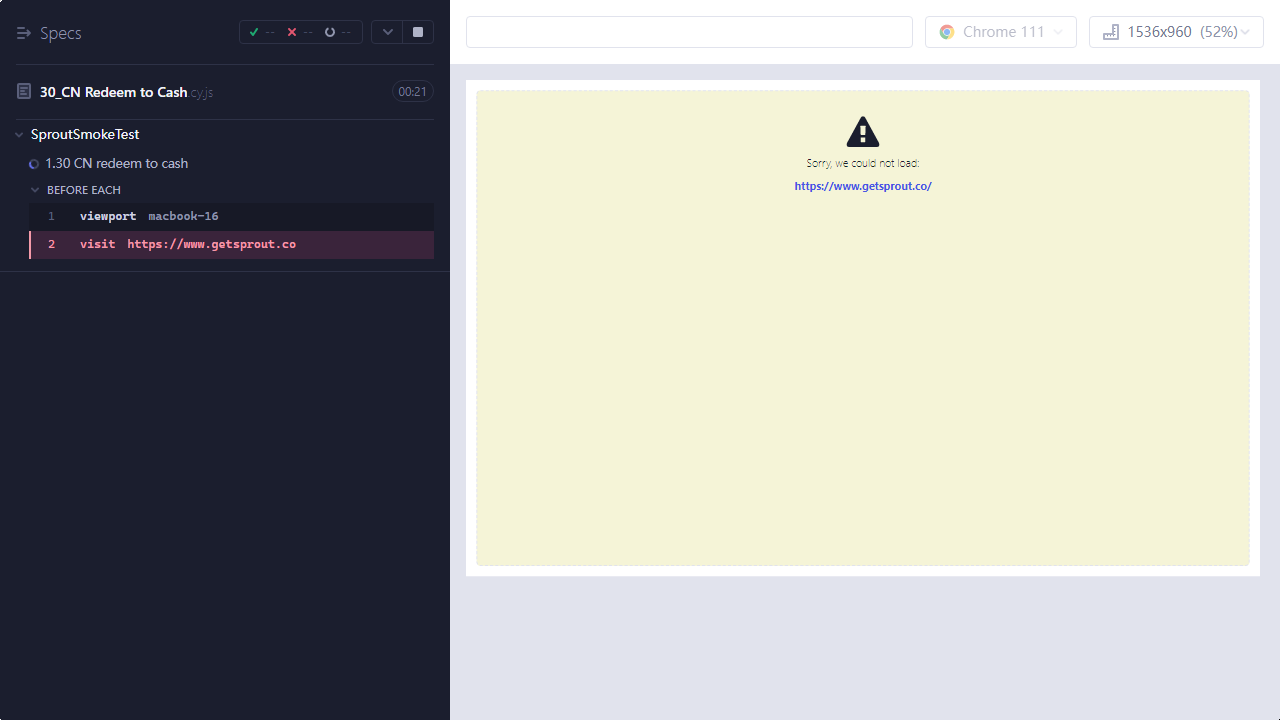 Specs
-- -- --
30_CN Redeem to Cash.cy.js
00:21
SproutSmokeTest
1.30 CN redeem to cash
BEFORE EACH
1 viewport macbook-16
2 visit https://www.getsprout.co
Chrome 111
1536x960 (52%)
Sorry, we could not load:
https://www.getsprout.co/